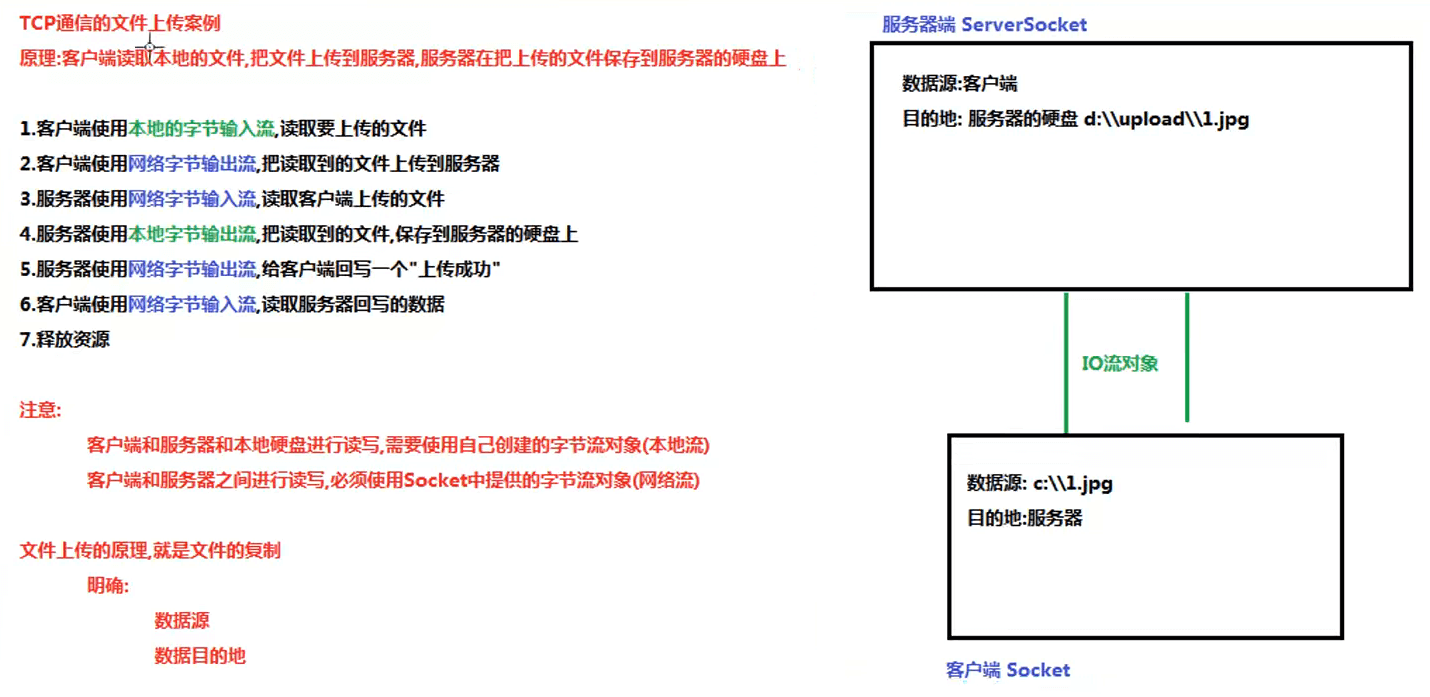 TCP通信的文件上传案例
原理:客户端读取本地的文件,把文件上传到服务器,服务器在把上传的文件保存到服务器的硬盘上
1.客户端使用本地的字节输入流,读取要上传的文件
2.客户端使用网络字节输出流,把读取到的文件上传到服务器
3.服务器使用网络字节输入流,读取客户端上传的文件
4.服务器使用本地字节输出流,把读取到的文件,保存到服务器的硬盘上
5.服务器使用网络字节输出流,给客户端回写一个"上传成功"
6.客户端使用网络字节输入流,读取服务器回写的数据
7.释放资源
注意:
客户端和服务器和本地硬盘进行读写,需要使用自己创建的字节流对象(本地流)
客户端和服务器之间进行读写,必须使用Socket中提供的字节流对象(网络流)
文件上传的原理,就是文件的复制
明确:
数据源
数据目的地
服务器端 ServerSocket
数据源:客户端
目的地: 服务器的硬盘 d:\\upload\\1.jpg
IO流对象
数据源: c:\\1.jpg
目的地:服务器
客户端 Socket